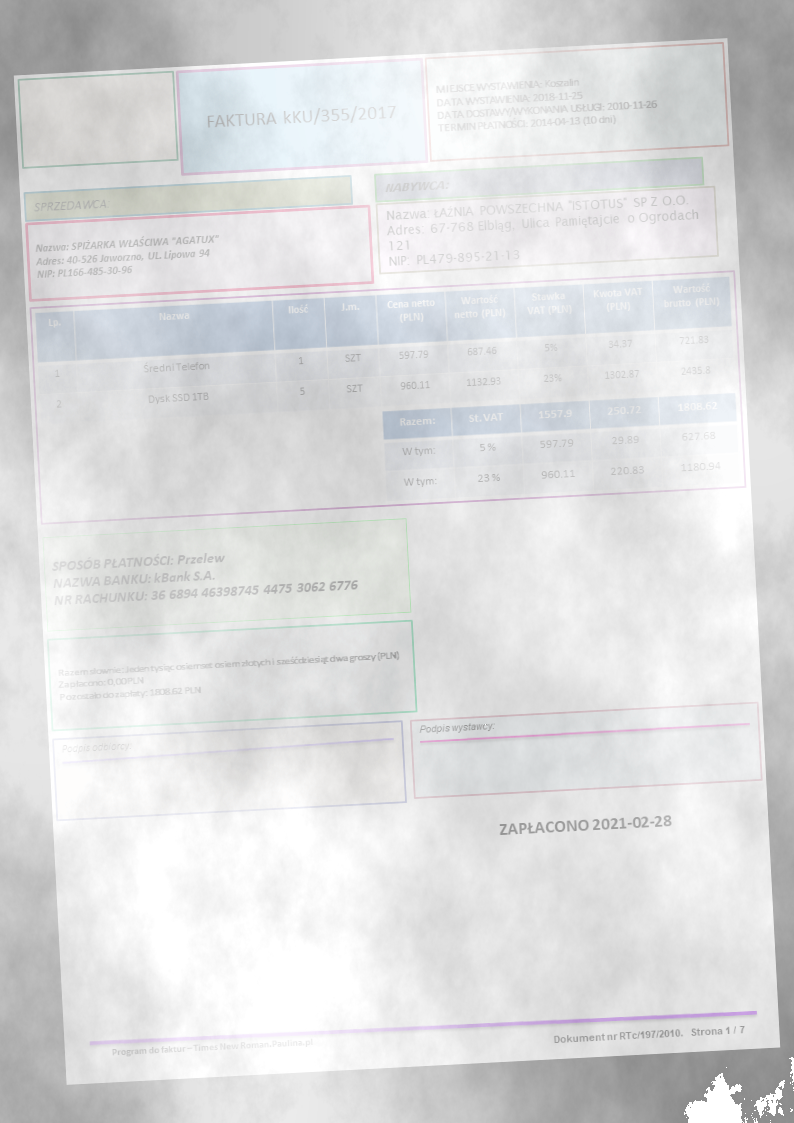 FAKTURA kKU/355/2017
MIEJSCE WYSTAWIENIA: Koszalin
DATA WYSTAWIENIA: 2018-11-25
DATA DOSTAWY/WYKONANIA USŁUGI: 2010-11-26
TERMIN PŁATNOŚCI: 2014-04-13 (10 dni)
SPRZEDAWCA:
NABYWCA:
Nazwa: SPIŻARKA WŁAŚCIWA "AGATUX"
Adres: 40-526 Jaworzno, UL. Lipowa 94
NIP: PL166-485-30-96
Nazwa: ŁAŹNIA POWSZECHNA "ISTOTUS" SP Z O.O.
Adres: 67-768 Elbląg, Ulica Pamiętajcie o Ogrodach
121
NIP: PL479-895-21-13
Lp. Nazwa Ilość J.m. Cena netto (PLN) Wartość netto (PLN) Stawka VAT (PLN) Kwota VAT (PLN) Wartość brutto (PLN)
1 Średni Telefon 1 SZT 597.79 687.46 5% 34.37 721.83
2 Dysk SSD 1TB 5 SZT 960.11 1132.93 23% 1302.87 2435.8
Razem: St. VAT 1557.9 250.72 1808.62
W tym: 5 % 597.79 29.89 627.68
W tym: 23 % 960.11 220.83 1180.94
SPOSÓB PŁATNOŚCI: Przelew
NAZWA BANKU: kBank S.A.
NR RACHUNKU: 36 6894 46398745 4475 3062 6776
Razem słownie: Jeden tysiąc osiemset osiem złotych i sześćdziesiąt dwa groszy (PLN)
Zapłacono: 0,00 PLN
Pozostało do zapłaty: 1808.62 PLN
Podpis odbiorcy:
Podpis wystawcy:
ZAPŁACONO 2021-02-28
Program do faktur – Times New Roman.Paulina.pl
Dokument nr RTc/197/2010. Strona 1 / 7